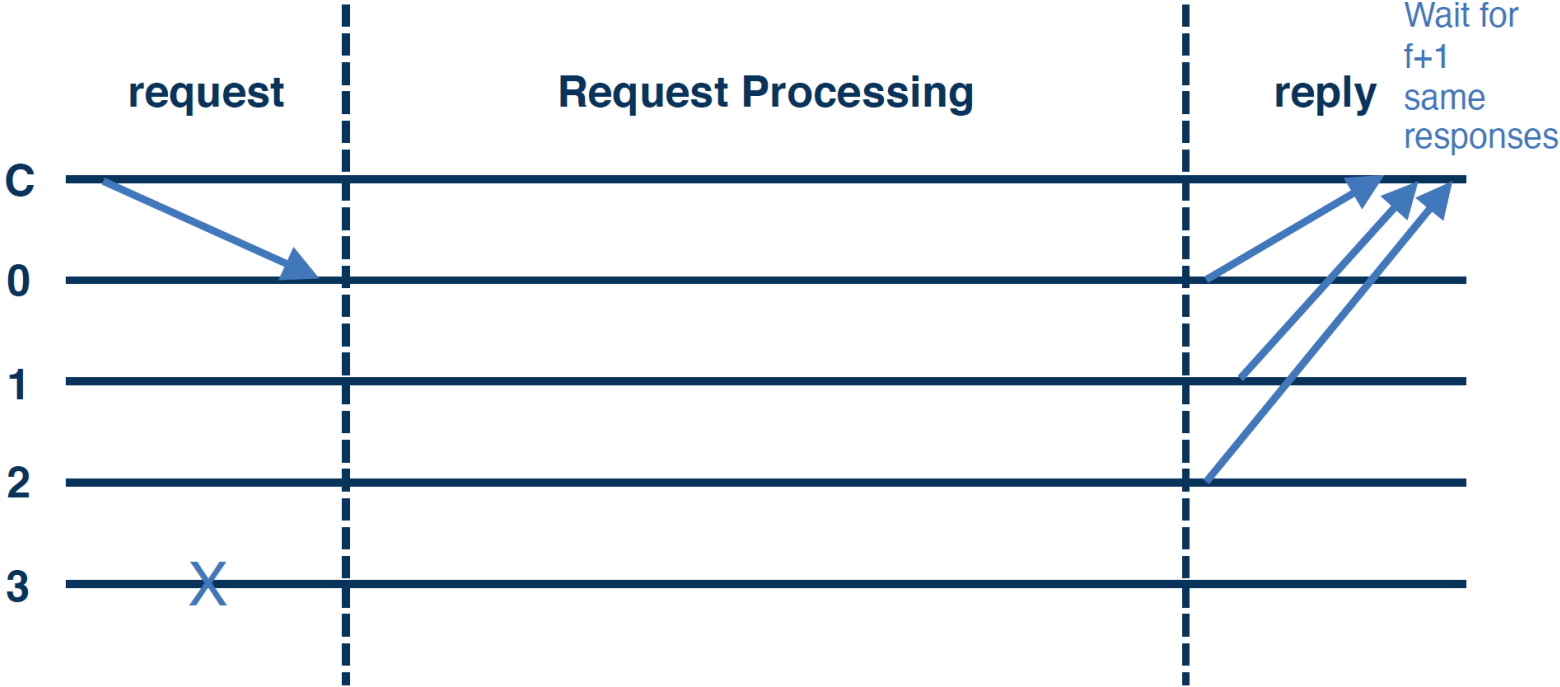 Wait for
f+1
same
responses
request
Request Processing
reply
C
0
1
2
3
X